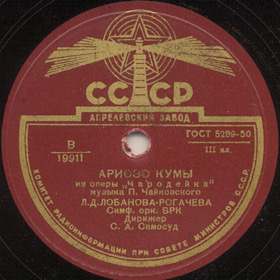 СССР
АПРЕЛЕВСКИЙ ЗАВОД
ГОСТ 5289-50
В
19911
III кл.
АРИОЗО КУМЫ
из оперы „Чародейка“
музыка П. Чайковского
Л.Д.ЛОБАНОВА-РОГАЧЕВА
Симф. орк. ВРК
Дирижер
С. А. Самосуд
КОМИТЕТ РАДИОИНФОРМАЦИИ ПРИ СОВЕТЕ МИНИСТРОВ СССР.